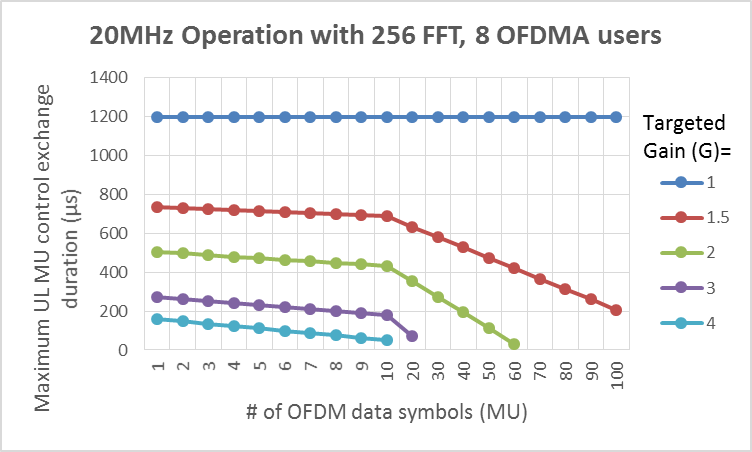 20MHz Operation with 256 FFT, 8 OFDMA users
Maximum UL MU control exchange
duration (µs)
1400
1200
1000
800
600
400
200
0
1 2 3 4 5 6 7 8 9 10 20 30 40 50 60 70 80 90 100
# of OFDM data symbols (MU)
Targeted
Gain (G)=
1
1.5
2
3
4